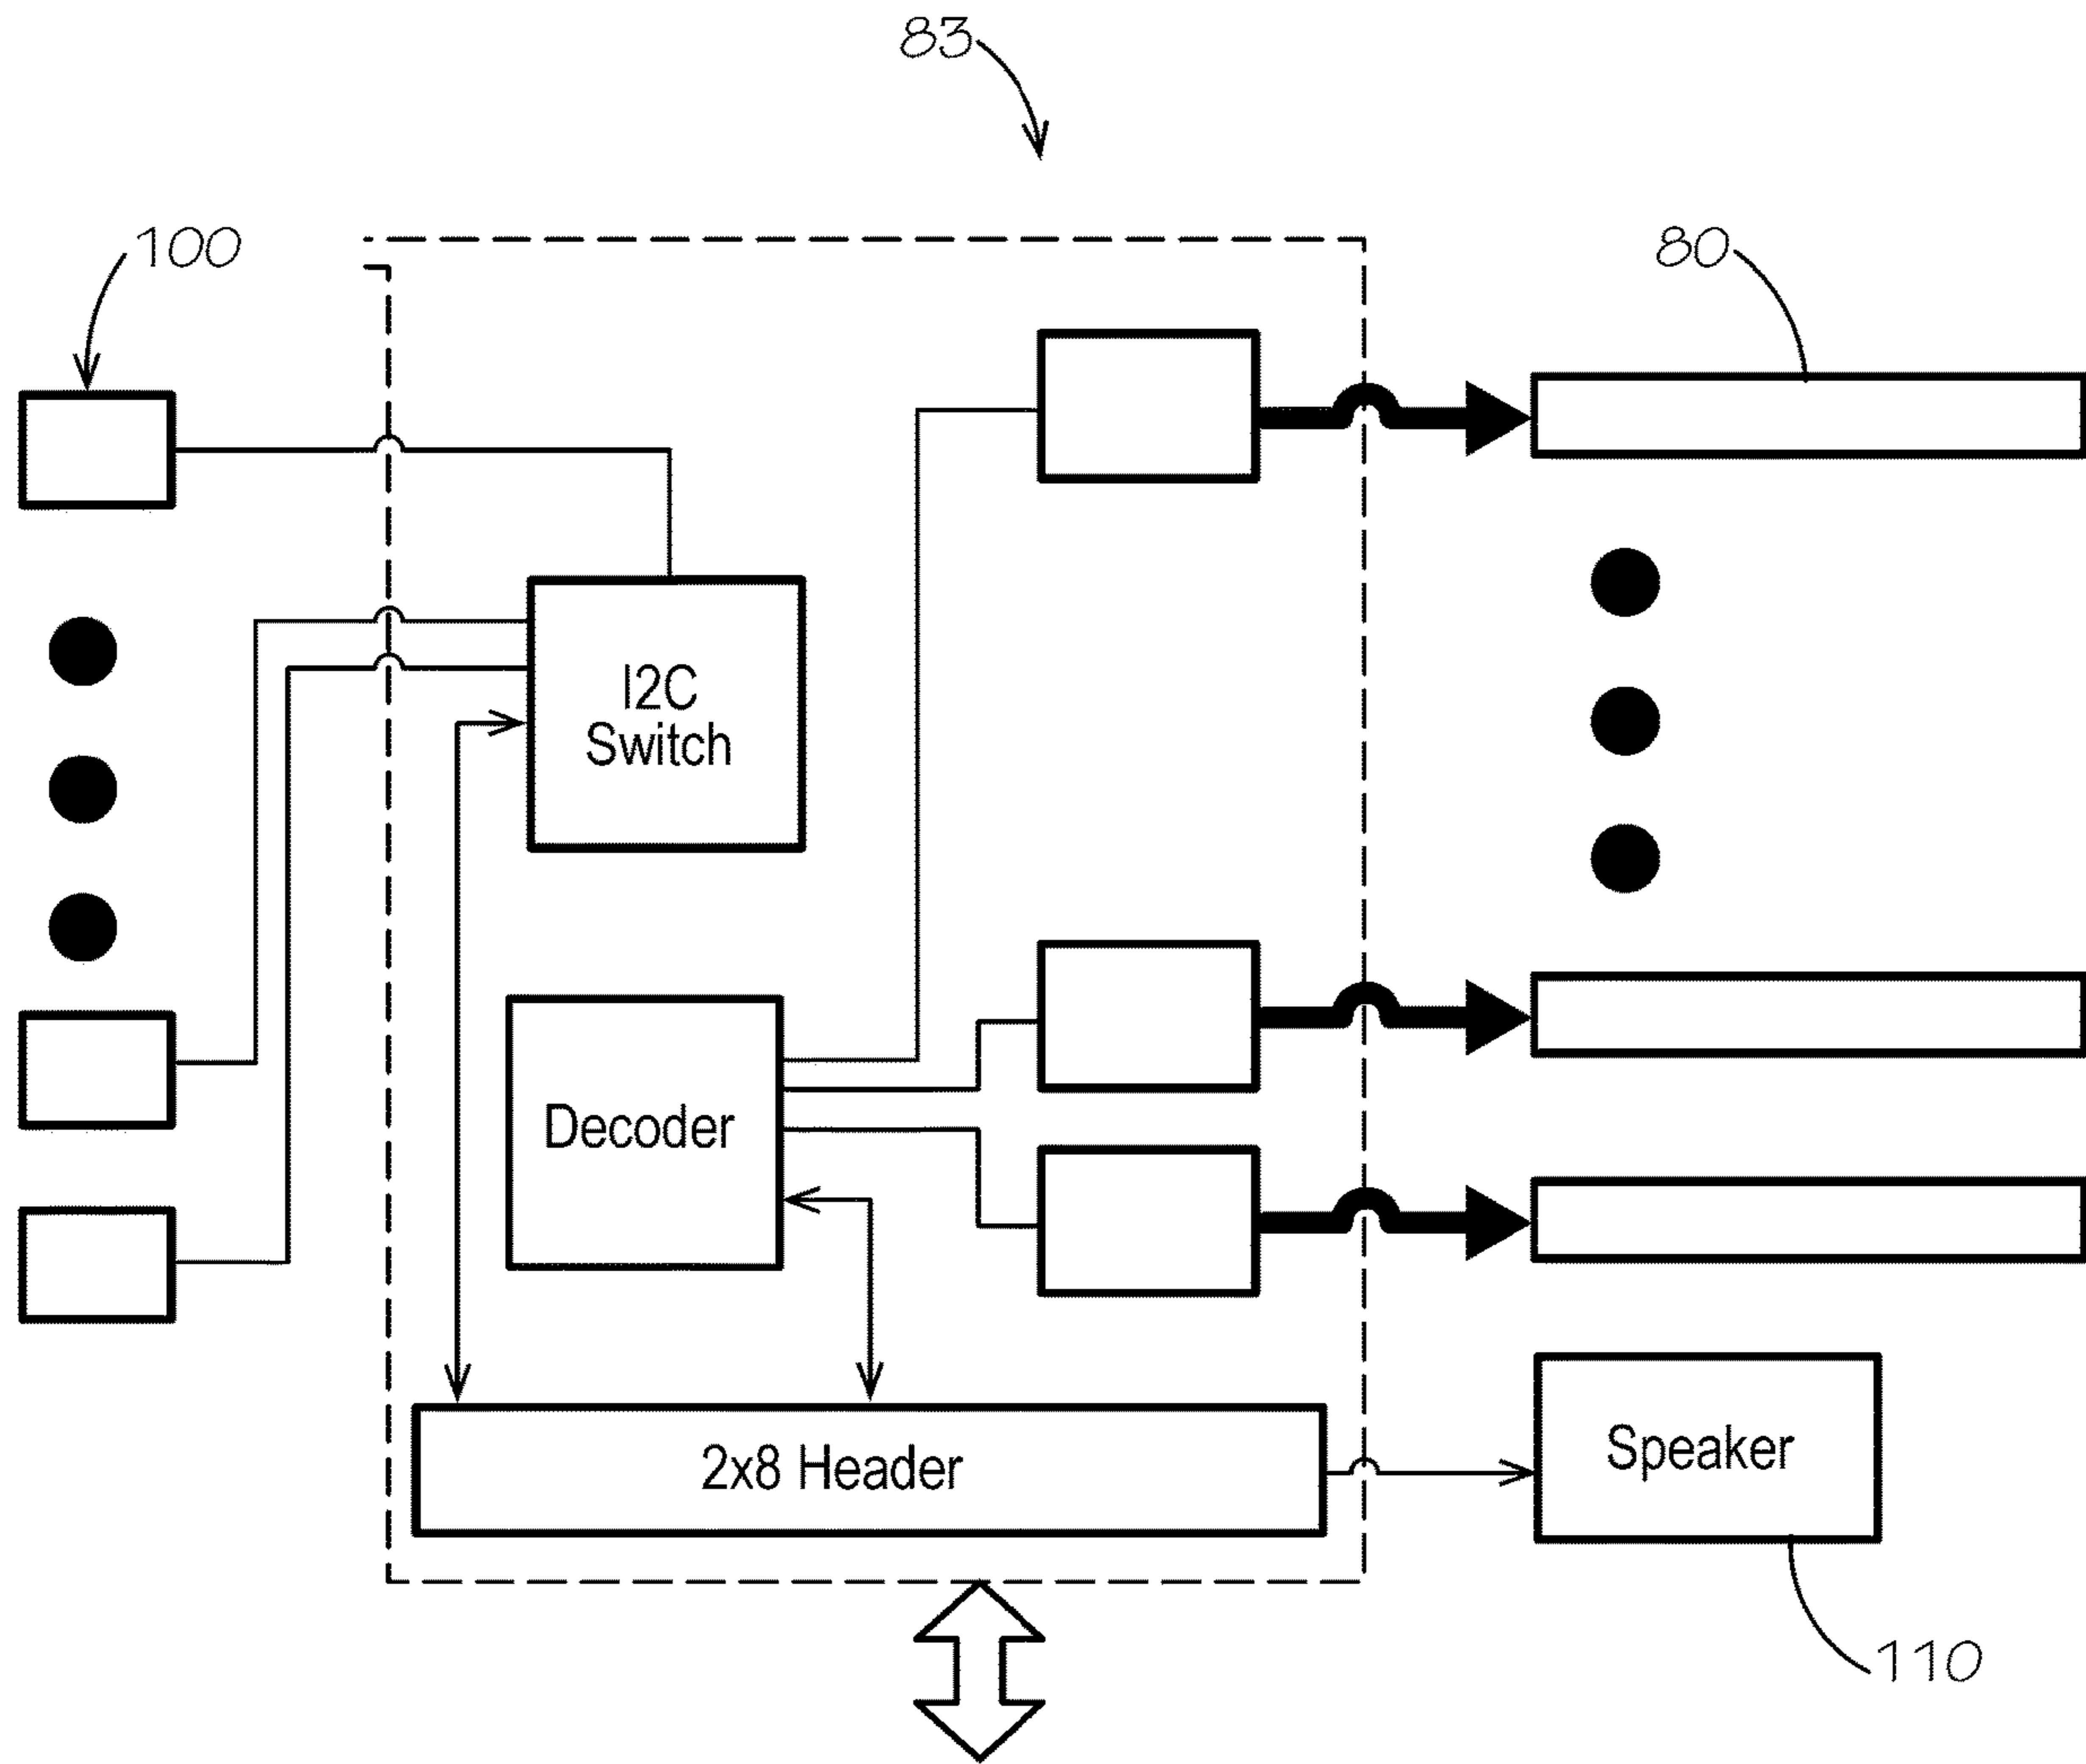 83
100
80
I2C
Switch
Decoder
2x8 Header
Speaker
110